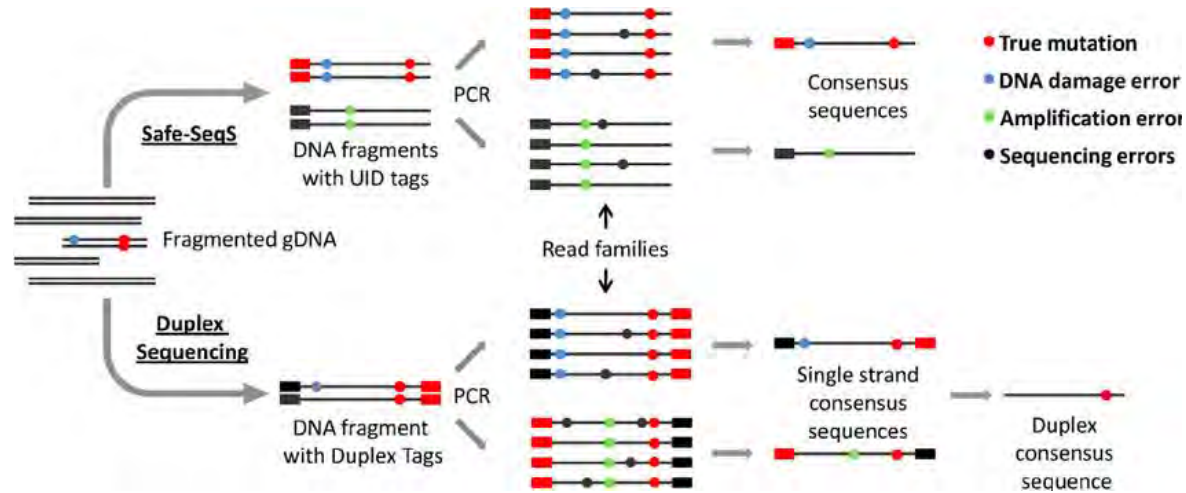 Safe-SeqS
DNA fragments
with UID tags
PCR
Consensus
sequences
True mutation
DNA damage error
Amplification error
Sequencing errors
Fragmented gDNA
Read families
Duplex
Sequencing
DNA fragment
with Duplex Tags
PCR
Single strand
consensus
sequences
Duplex
consensus
sequence